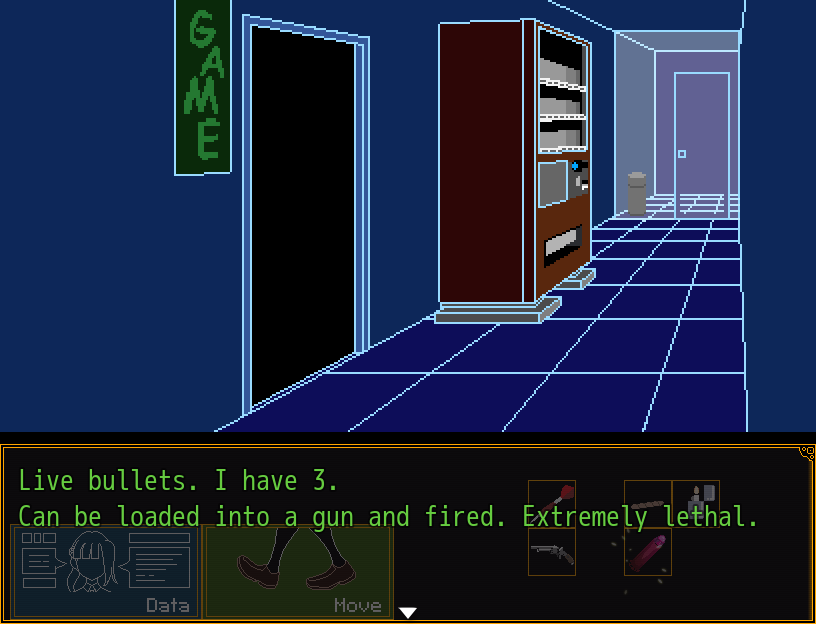 GAME
Live bullets. I have 3.
Can be loaded into a gun and fired. Extremely lethal.
Data
Move